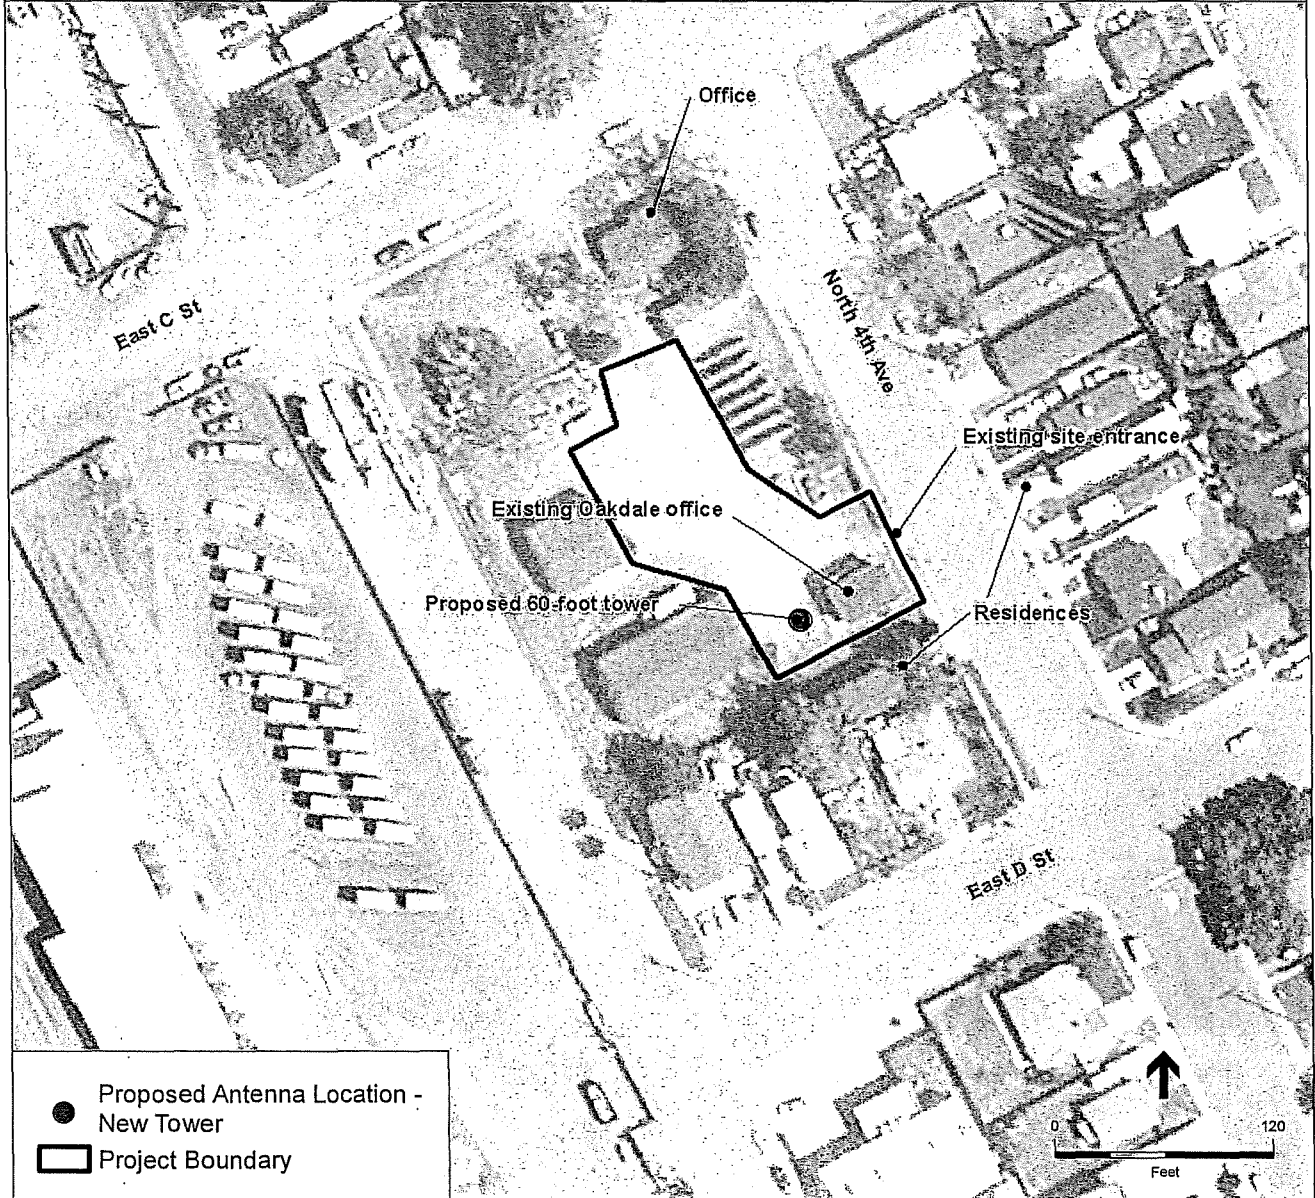 Office
East C St
North 4th Ave
Existing site entrance
Existing Oakdale office
Proposed 60-foot tower
Residences
East D St
Proposed Antenna Location -
New Tower
Project Boundary
0 120
Feet